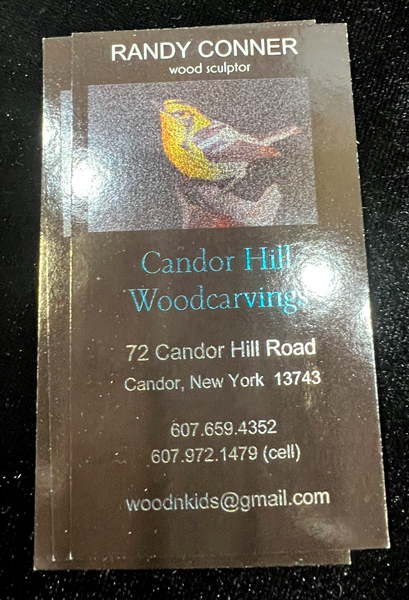 RANDY CONNER
wood sculptor
Candor Hill
Woodcarvings
72 Candor Hill Road
Candor, New York 13743
607.659.4352
607.972.1479 (cell)
woodnkids@gmail.com